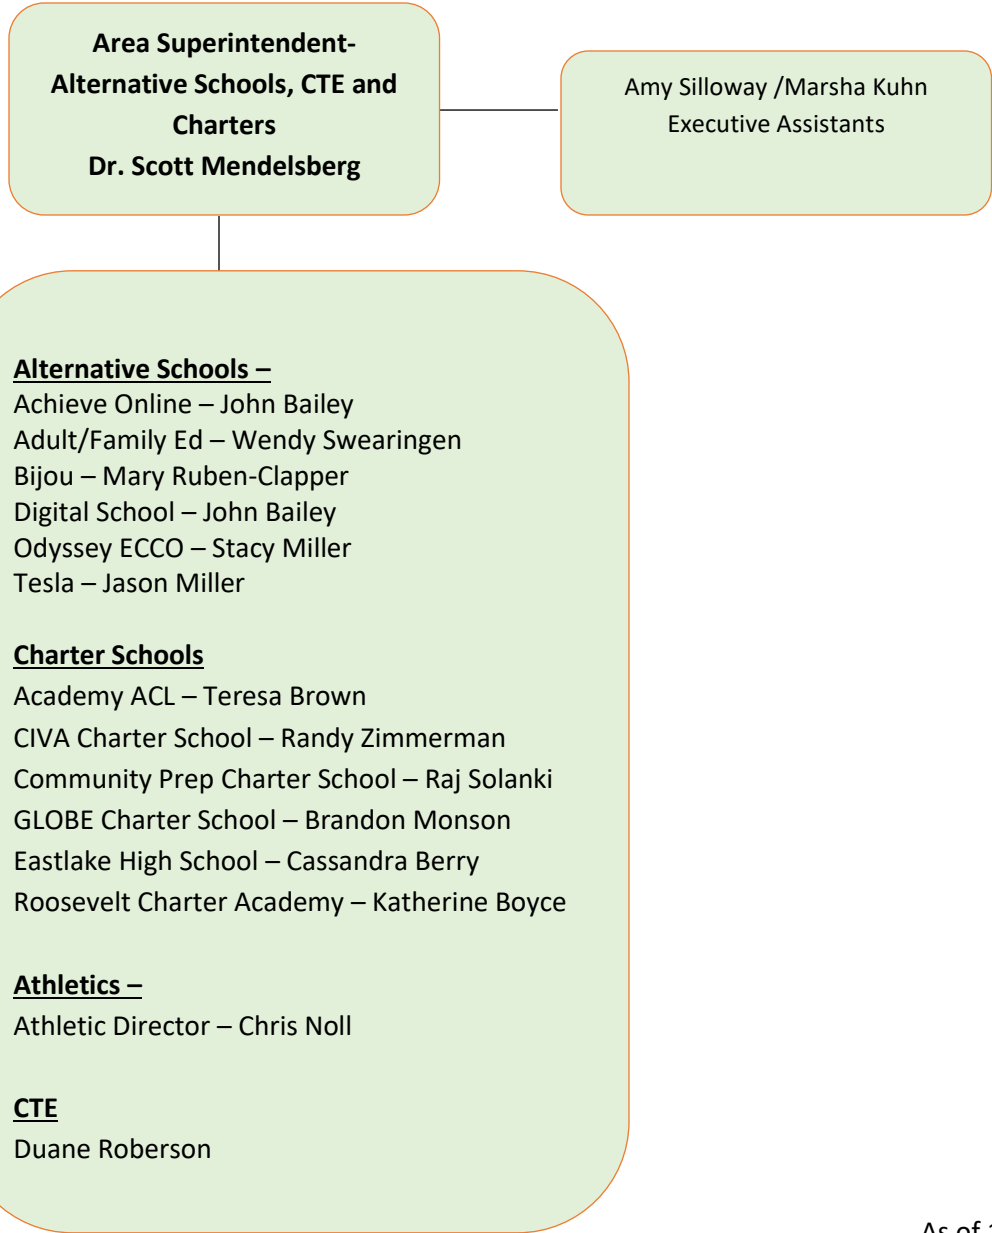 Area Superintendent-
Alternative Schools, CTE and
Charters
Dr. Scott Mendelsberg
Amy Silloway /Marsha Kuhn
Executive Assistants
Alternative Schools –
Achieve Online – John Bailey
Adult/Family Ed – Wendy Swearingen
Bijou – Mary Ruben-Clapper
Digital School – John Bailey
Odyssey ECCO – Stacy Miller
Tesla – Jason Miller
Charter Schools
Academy ACL – Teresa Brown
CIVA Charter School – Randy Zimmerman
Community Prep Charter School – Raj Solanki
GLOBE Charter School – Brandon Monson
Eastlake High School – Cassandra Berry
Roosevelt Charter Academy – Katherine Boyce
Athletics –
Athletic Director – Chris Noll
CTE
Duane Roberson
As of